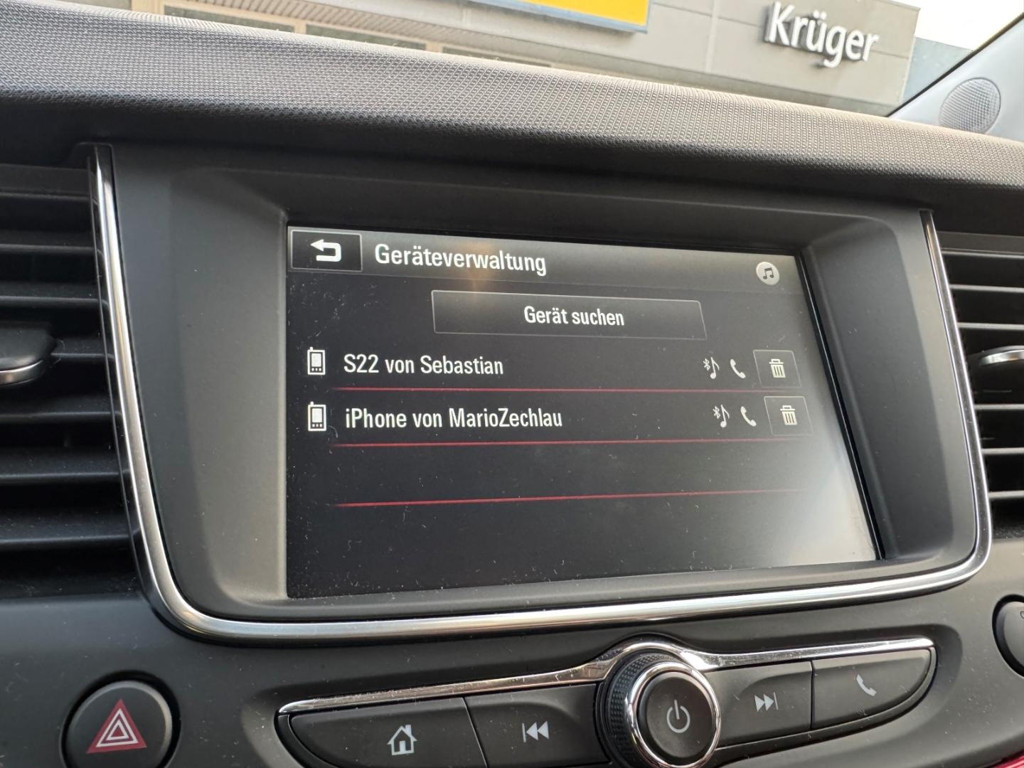 Krüger
Geräteverwaltung
Gerät suchen
S22 von Sebastian
iPhone von MarioZechlau